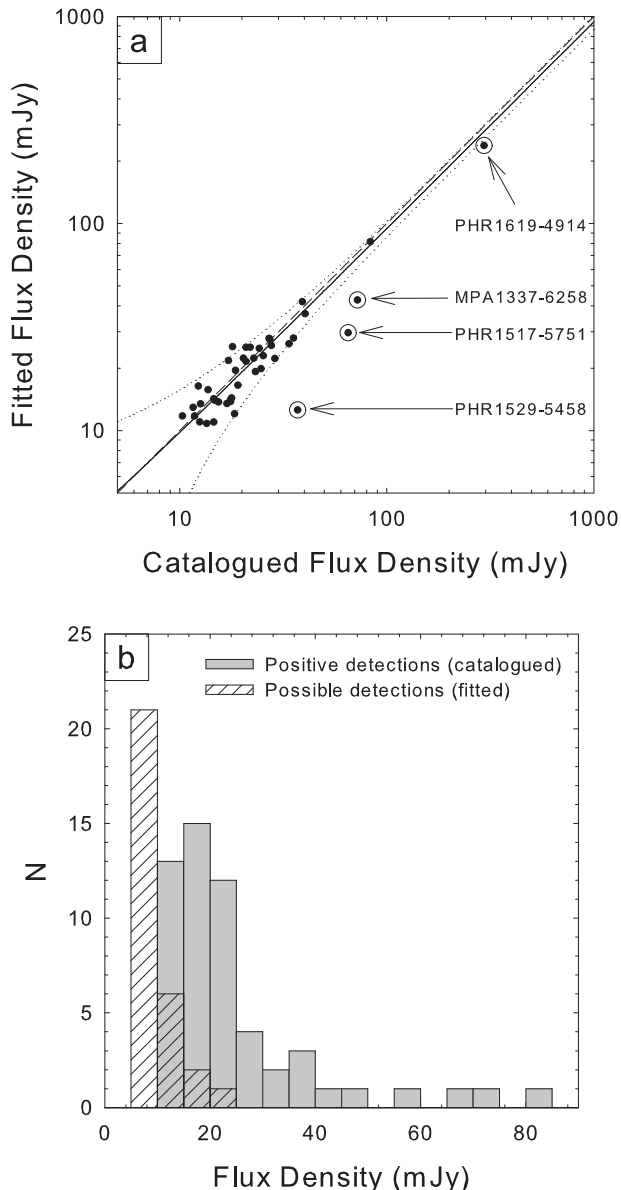 a
1000
100
10
Fitted Flux Density (mJy)
PHR1619-4914
MPA1337-6258
PHR1517-5751
PHR1529-5458
10
100
1000
Catalogued Flux Density (mJy)
b
25
20
15
10
5
0
N
Positive detections (catalogued)
Possible detections (fitted)
0
20
40
60
80
Flux Density (mJy)